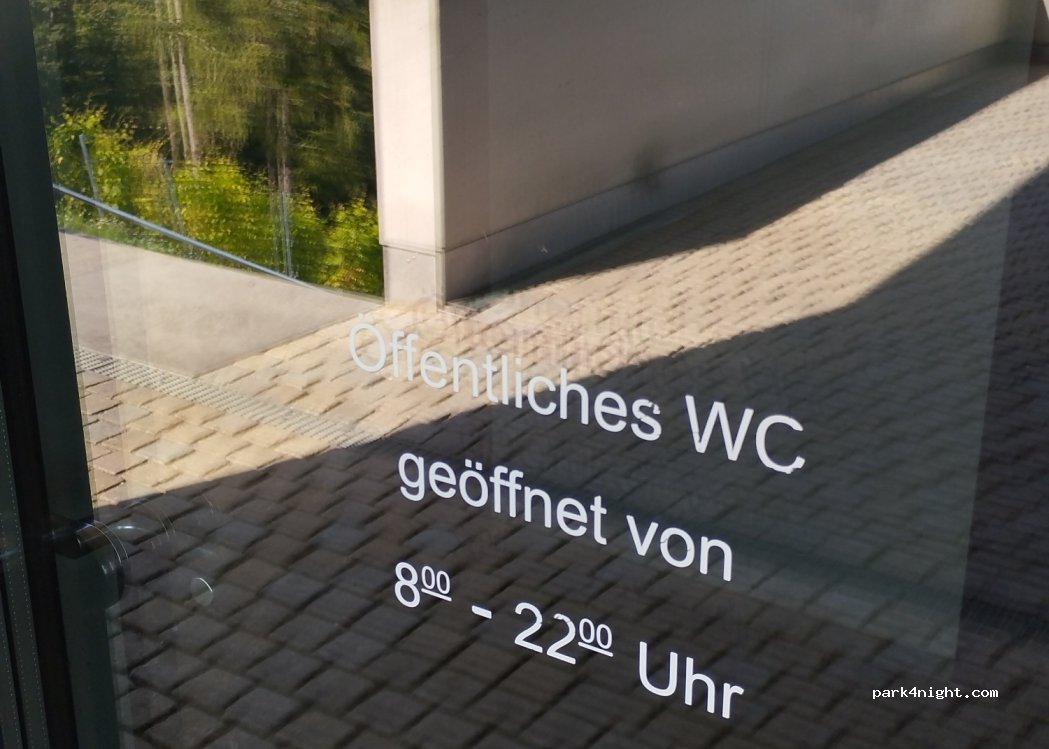 Öffentliches WC
geöffnet von
8⁰⁰ - 22⁰⁰ Uhr
park4night.com